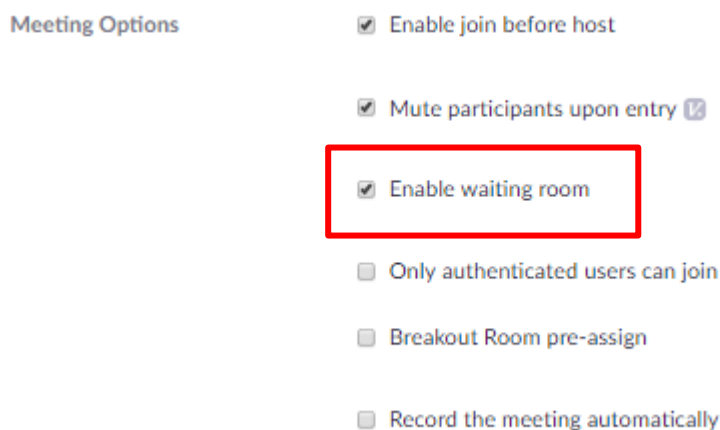 Meeting Options
Enable join before host
Mute participants upon entry
Enable waiting room
Only authenticated users can join
Breakout Room pre-assign
Record the meeting automatically